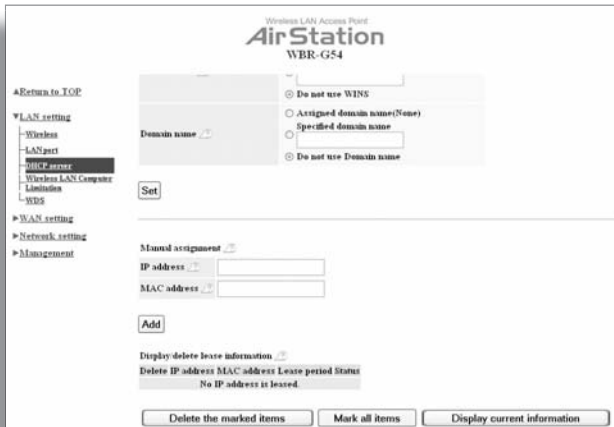 Wireless LAN Access Point
AirStation
WBR-G54
▲Return to TOP
▼LAN setting
Wireless
LAN port
DHCP server
Wireless LAN Computer
Limitation
WDS
▶WAN setting
▶Network setting
▶Management
Do not use WINS
Domain name
Assigned domain name(None)
Specified domain name
Do not use Domain name
Set
Manual assignment
IP address
MAC address
Add
Display/delete lease information
Delete IP address MAC address Lease period Status
No IP address is leased.
Delete the marked items Mark all items Display current information